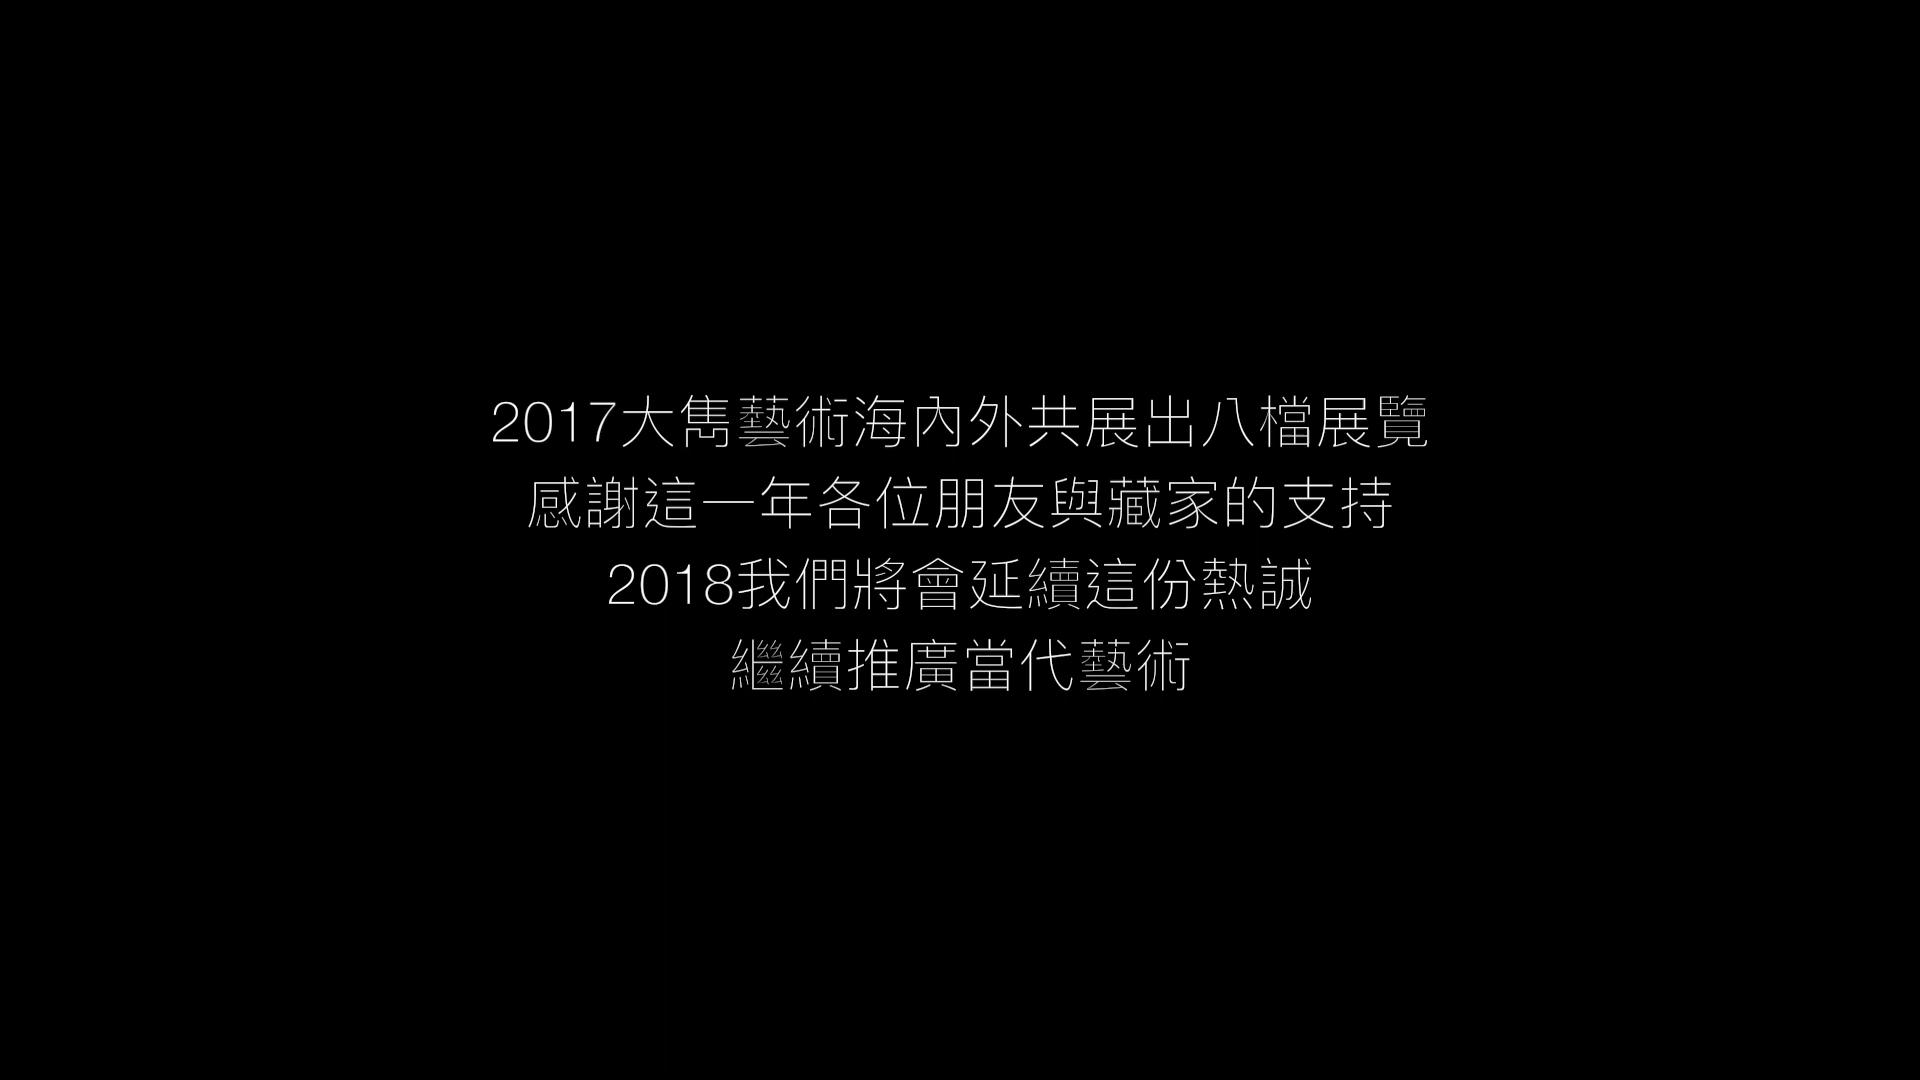 2017大雋藝術海內外共展出八檔展覽
感謝這一年各位朋友與藏家的支持
2018我們將會延續這份熱誠
繼續推廣當代藝術